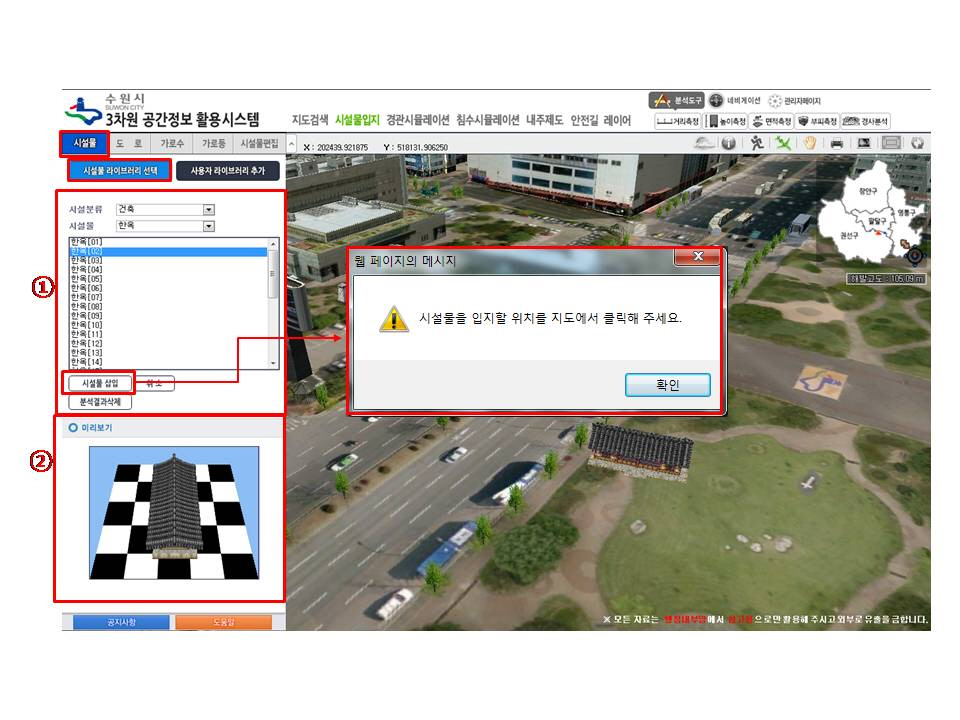 수원시
SUWON CITY
3차원 공간정보 활용시스템
분석도구 네비게이션 관리자페이지
지도검색 시설물입지 경관시뮬레이션 침수시뮬레이션 내주제도 안전길 레이어
거리측정 높이측정 면적측정 부피측정 경사분석
시설물 도 로 가로수 가로등 시설물편집
X : 202439.921875 Y : 518131.906250
시설물 라이브러리 선택 사용자 라이브러리 추가
시설분류 건축
시설물 한옥
한옥[01]
한옥[02]
한옥[03]
한옥[04]
한옥[05]
한옥[06]
한옥[07]
한옥[08]
한옥[09]
한옥[10]
한옥[11]
한옥[12]
한옥[13]
한옥[14]
①
시설물 삽입 취 소
분석결과삭제
②
미리보기
공지사항 도움말
장안구
영통구
팔달구
권선구
해발고도 : 105.09 m
웹 페이지의 메시지
시설물을 입지할 위치를 지도에서 클릭해 주세요.
확인
※ 모든 자료는 행정내부망에서 참고용으로만 활용해 주시고 외부로 유출을 금합니다.